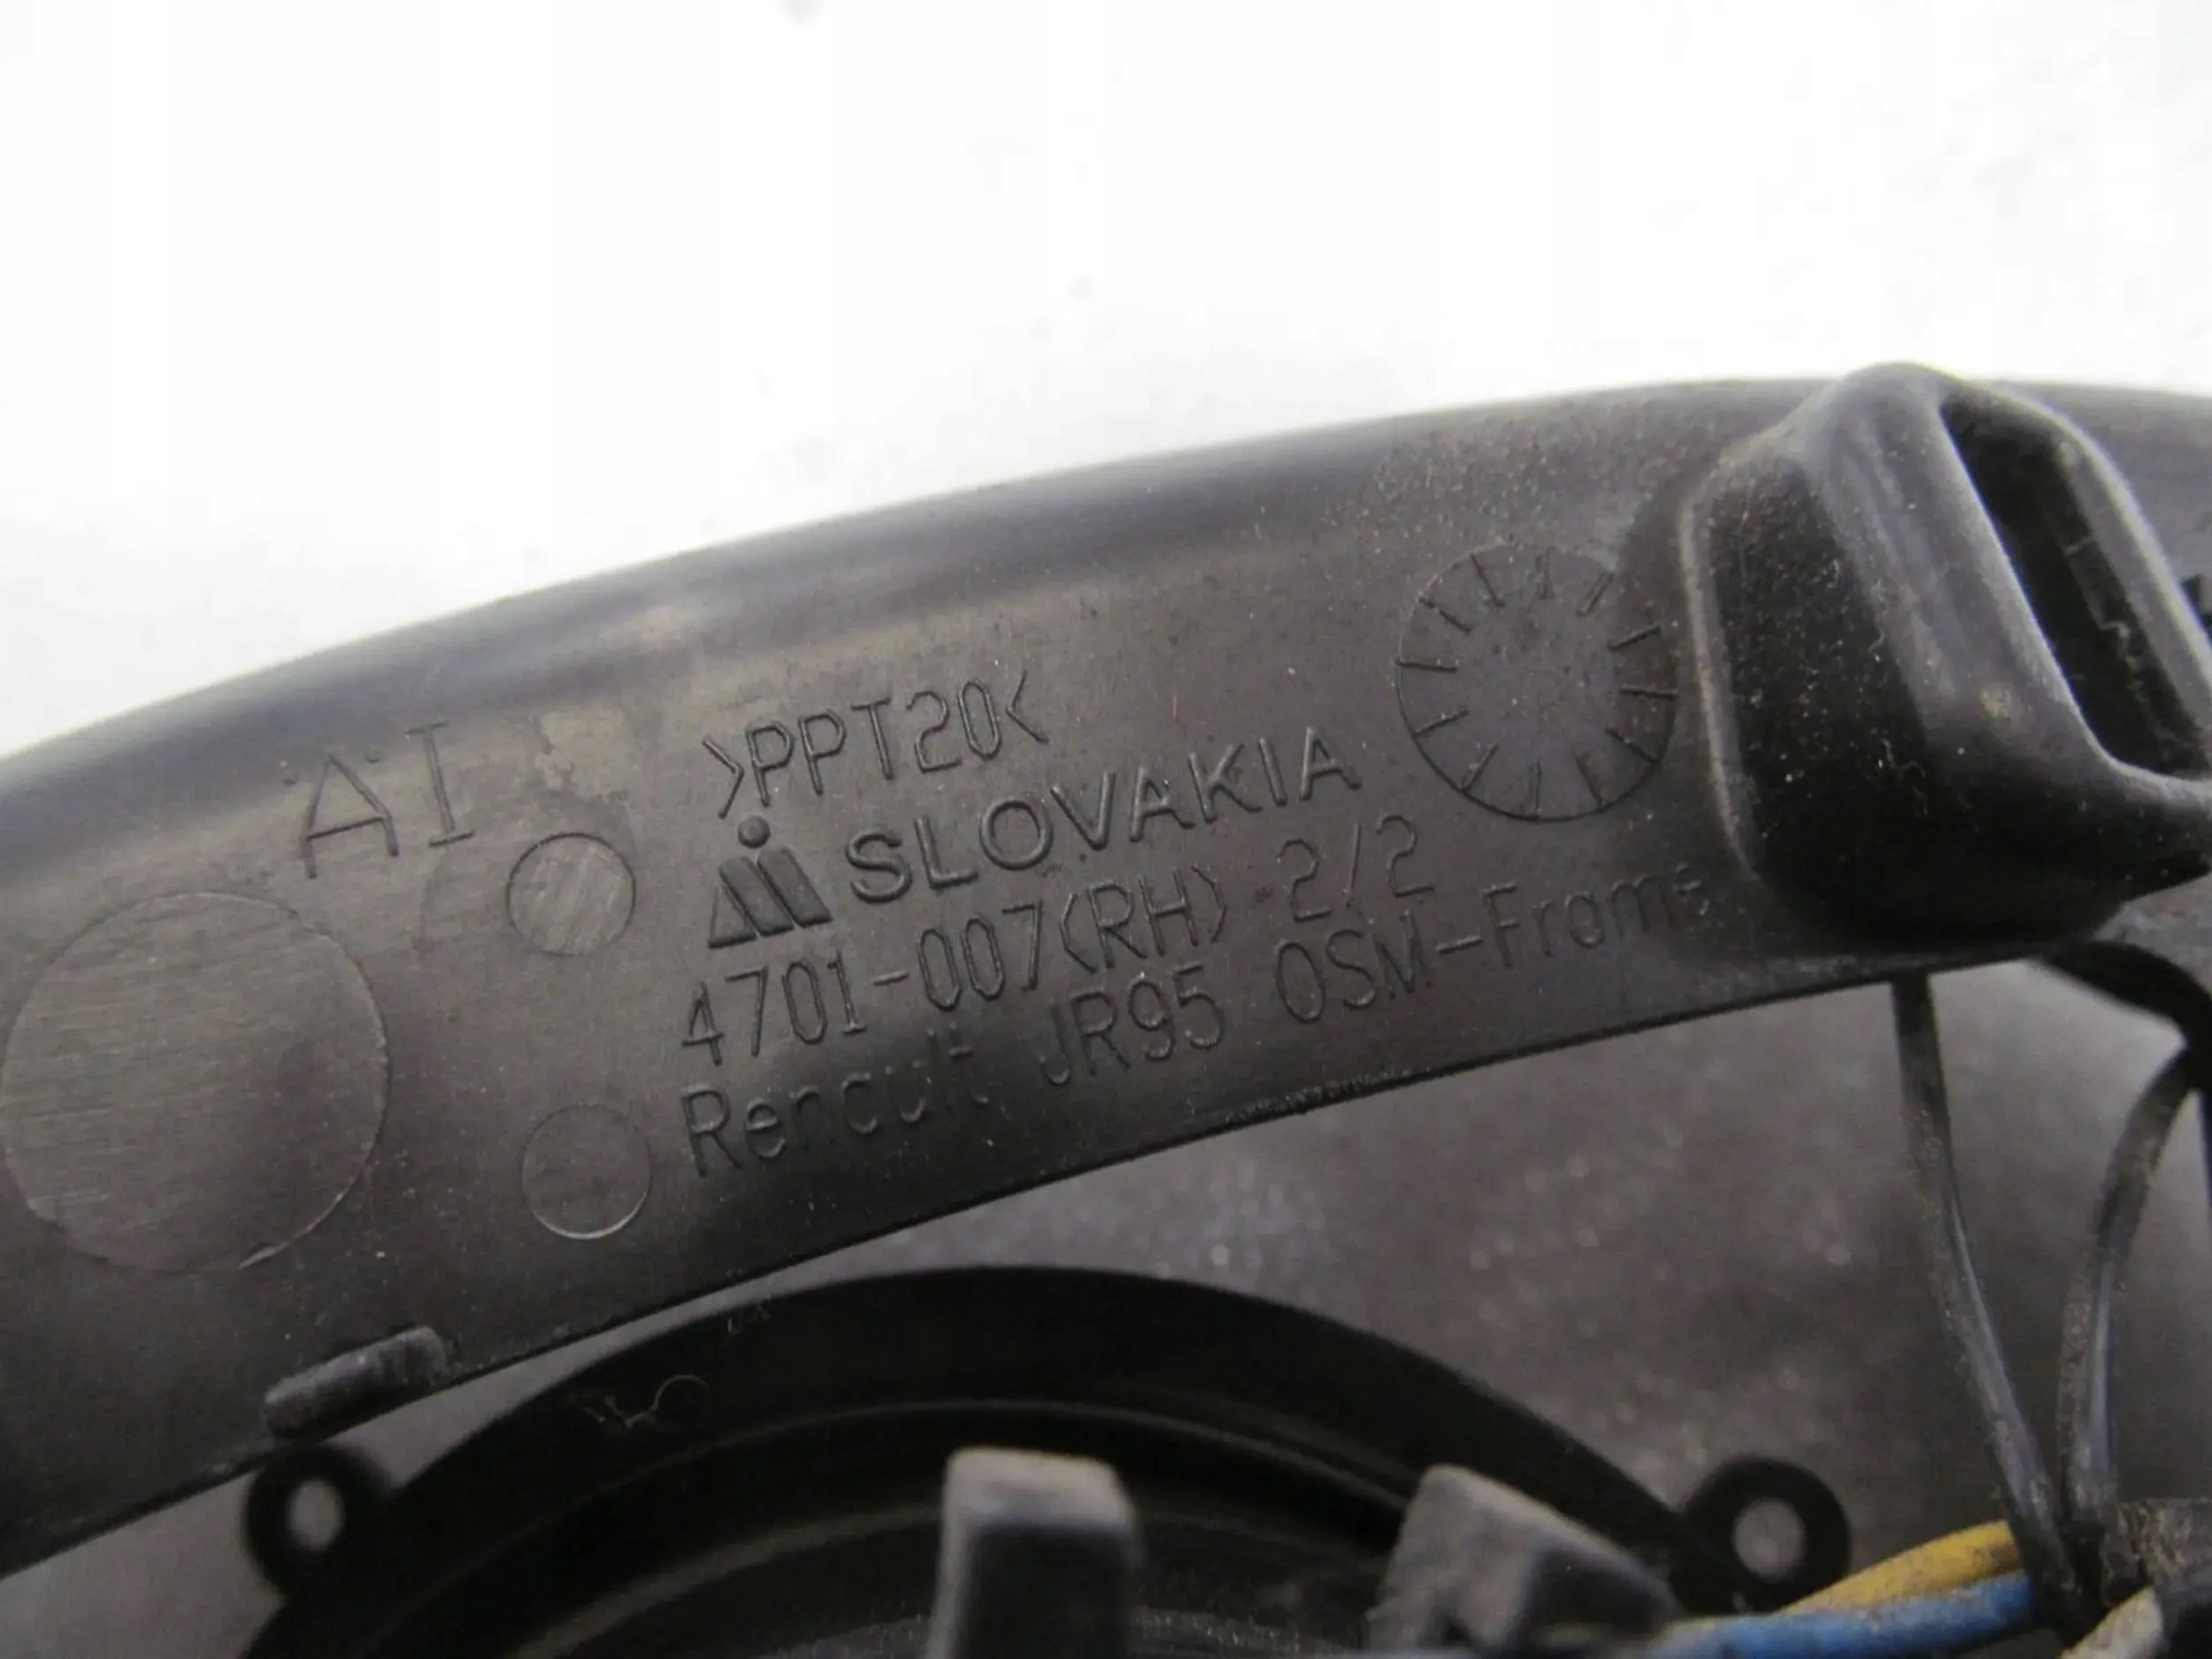 AI
>PPT20<
SLOVAKIA
4701-007(RH) 2/2
Renault JR95 OSM-Frame